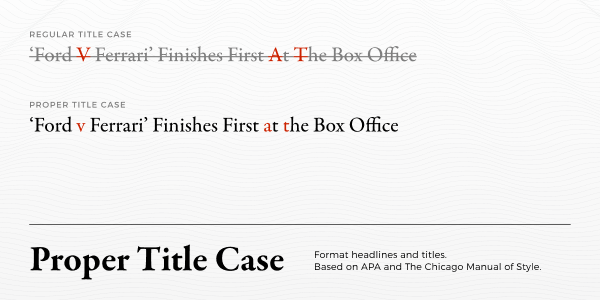 REGULAR TITLE CASE
‘Ford V Ferrari’ Finishes First At The Box Office
PROPER TITLE CASE
‘Ford v Ferrari’ Finishes First at the Box Office
Proper Title Case
Format headlines and titles.
Based on APA and The Chicago Manual of Style.